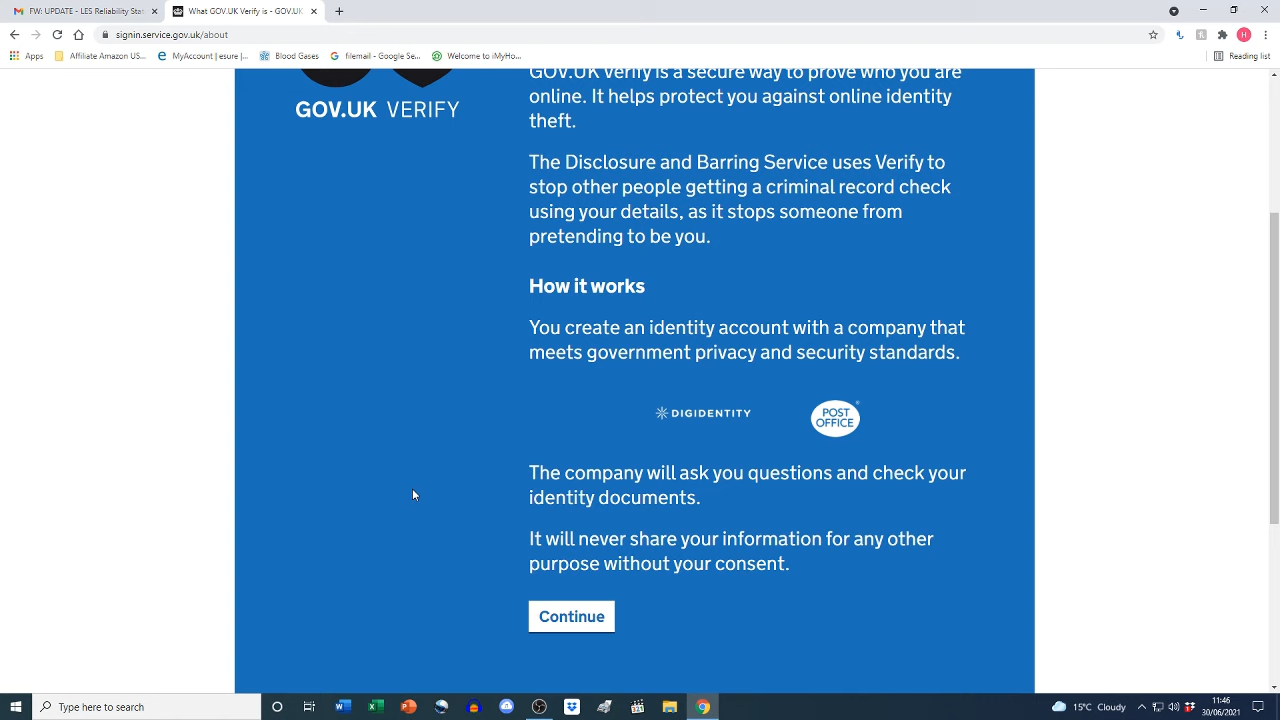 FW: UPDATE - LES Reliability Star
What GOV.UK Verify is - GOV.UK
signin.service.gov.uk/about
H
Apps
Affiliate Amazon US...
MyAccount | esure |...
Blood Gases
filemail - Google Se...
Welcome to iMyHo...
Reading list
GOV.UK Verify is a secure way to prove who you are
online. It helps protect you against online identity
theft.
GOV.UK VERIFY
The Disclosure and Barring Service uses Verify to
stop other people getting a criminal record check
using your details, as it stops someone from
pretending to be you.
How it works
You create an identity account with a company that
meets government privacy and security standards.
DIGIDENTITY
POST
OFFICE
The company will ask you questions and check your
identity documents.
It will never share your information for any other
purpose without your consent.
Continue
Type here to search
15°C Cloudy
11:46
30/06/2021